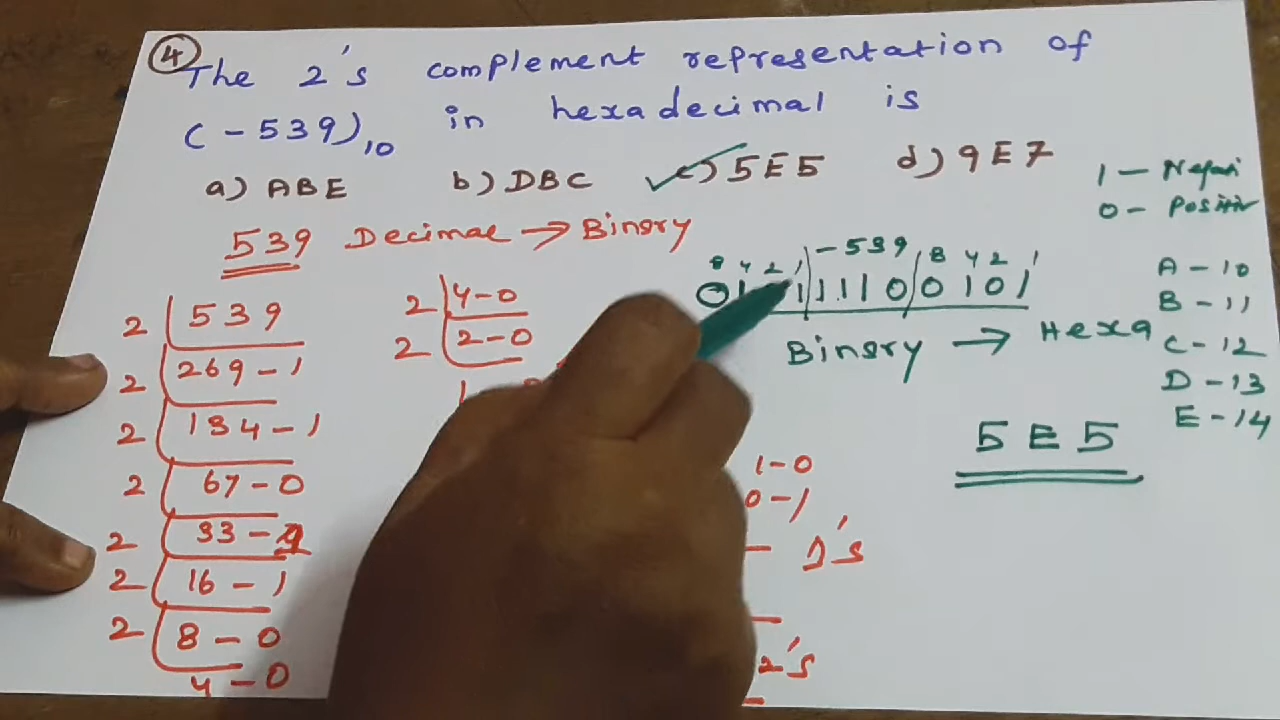 ④ The 2's complement representation of
(-539)10 in hexadecimal is
a) ABE b) DBC c) 5E5 d) 9E7
1 -
0 - Positiv
539 Decimal → Binary
2 539
2 269 - 1
2 134 - 1
2 67 - 0
2 33 - 1
2 16 - 1
2 8 - 0
4 - 0
2 4 - 0
2 2 - 0
1
-539
8 4 2 1 8 4 2 1
1 1110 0101
Binary → Hexa
5E5
A - 10
B - 11
C - 12
D - 13
E - 14
1 - 0
0 - 1
- 1's
2's